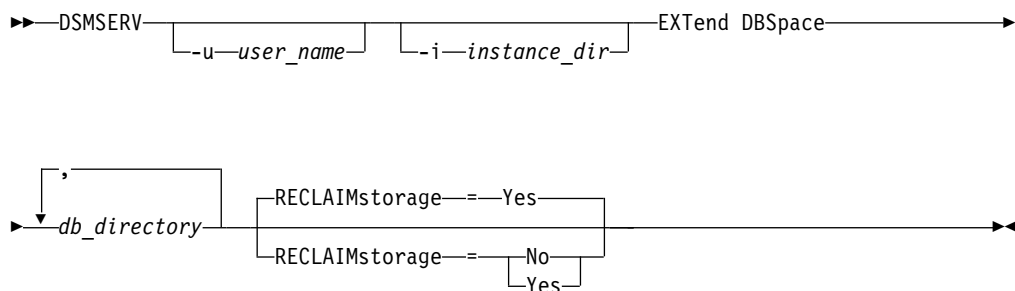 DSMSERV EXTend DBSpace
-u user_name -i instance_dir
,
RECLAIMstorage = Yes
db_directory
RECLAIMstorage = No
Yes